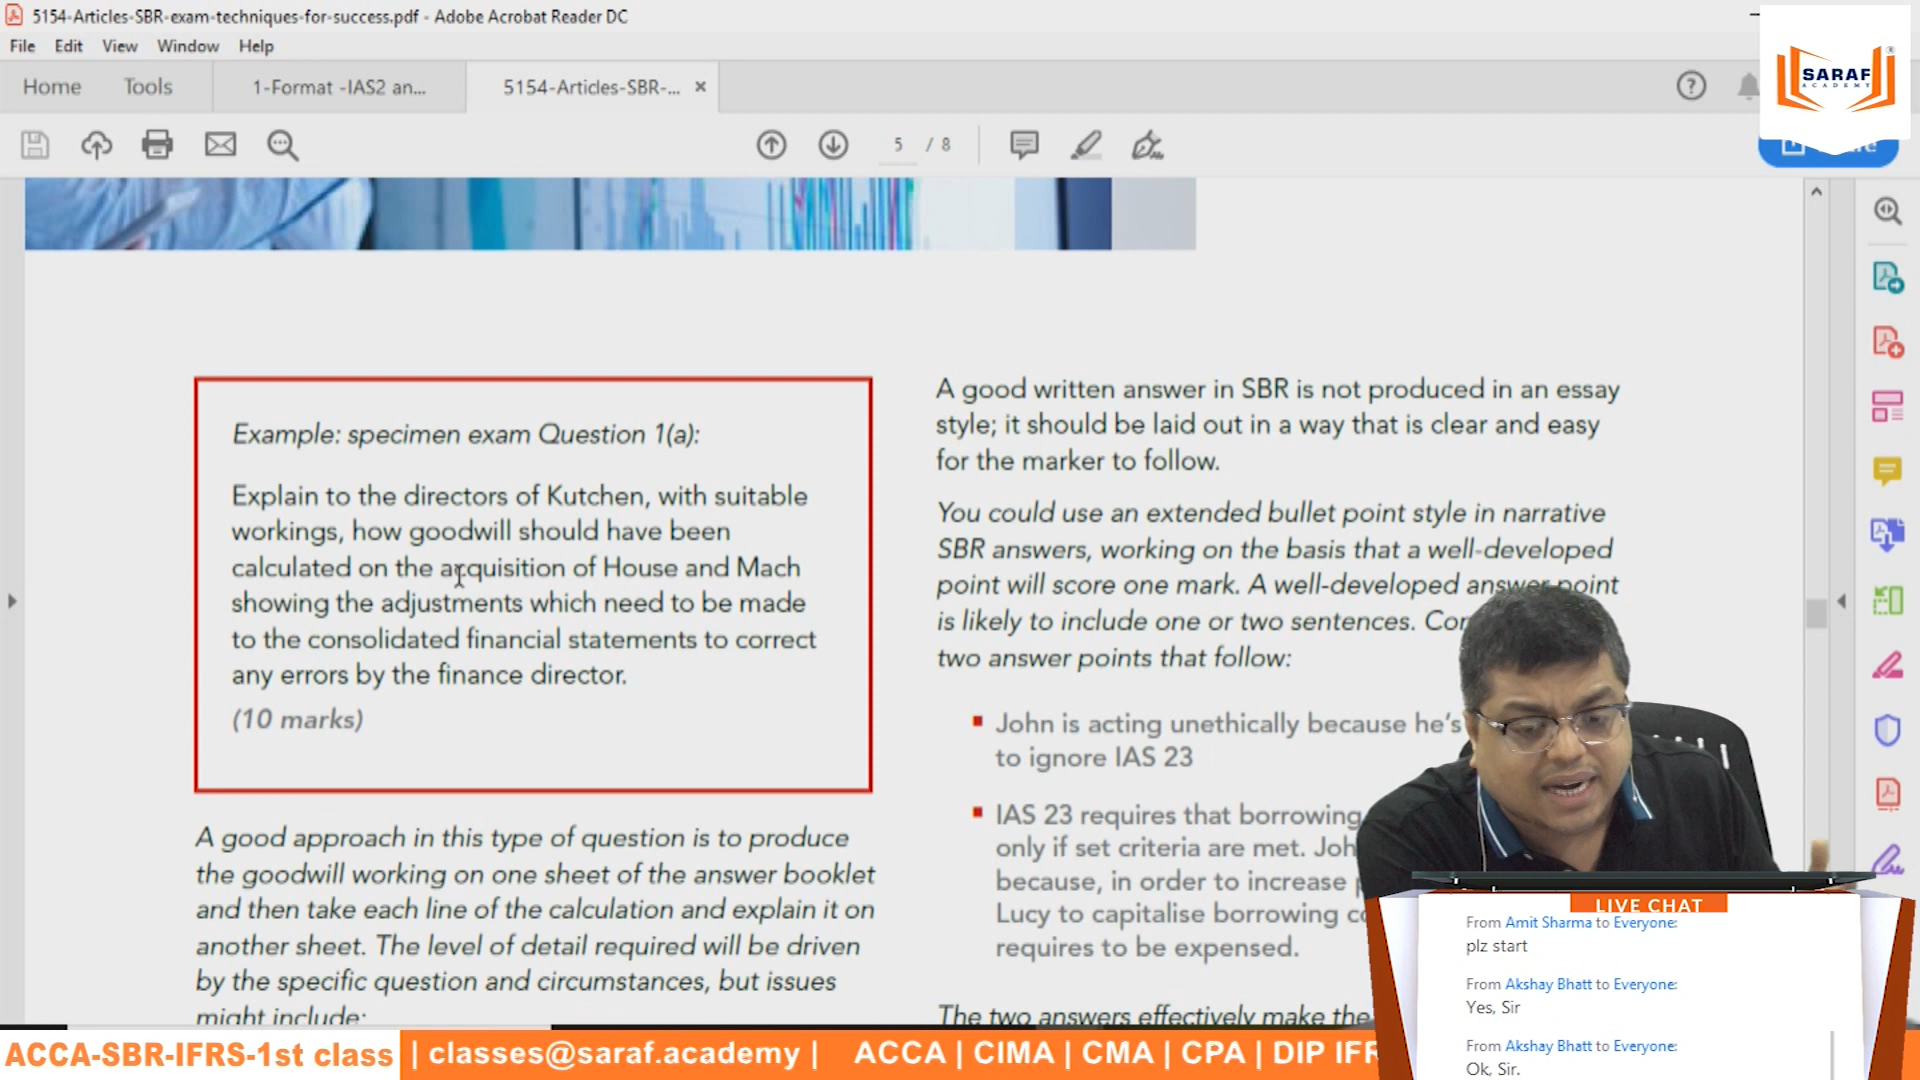 5154-Articles-SBR-exam-techniques-for-success.pdf - Adobe Acrobat Reader DC
File Edit View Window Help
Home Tools 1-Format -IAS2 an... 5154-Articles-SBR-... ×
5 / 8
SARAF
ACADEMY
Example: specimen exam Question 1(a):
Explain to the directors of Kutchen, with suitable
workings, how goodwill should have been
calculated on the acquisition of House and Mach
showing the adjustments which need to be made
to the consolidated financial statements to correct
any errors by the finance director.
(10 marks)
A good approach in this type of question is to produce
the goodwill working on one sheet of the answer booklet
and then take each line of the calculation and explain it on
another sheet. The level of detail required will be driven
by the specific question and circumstances, but issues
might include:
A good written answer in SBR is not produced in an essay
style; it should be laid out in a way that is clear and easy
for the marker to follow.
You could use an extended bullet point style in narrative
SBR answers, working on the basis that a well-developed
point will score one mark. A well-developed answer point
is likely to include one or two sentences.
two answer points that follow:
John is acting unethically because he's
to ignore IAS 23
IAS 23 requires that borrowing
only if set criteria are met.
because, in order to increase
Lucy to capitalise borrowing
requires to be expensed.
The two answers effectively make the
LIVE CHAT
From Amit Sharma to Everyone:
plz start
From Akshay Bhatt to Everyone:
Yes, Sir
From Akshay Bhatt to Everyone:
Ok, Sir.
ACCA-SBR-IFRS-1st class | classes@saraf.academy | ACCA | CIMA | CMA | CPA | DIP IFR